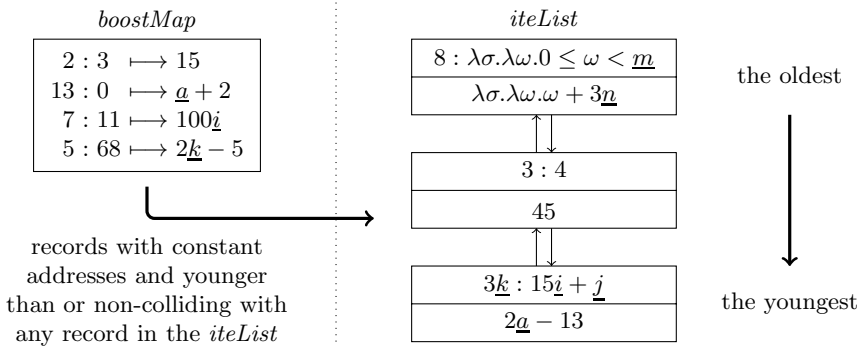 boostMap
2 : 3 ⟼ 15
13 : 0 ⟼ a + 2
7 : 11 ⟼ 100i
5 : 68 ⟼ 2k − 5
records with constant
addresses and younger
than or non-colliding with
any record in the iteList
iteList
8 : λσ.λω.0 ≤ ω < m
λσ.λω.ω + 3n
3 : 4
45
3k : 15i + j
2a − 13
the oldest
the youngest